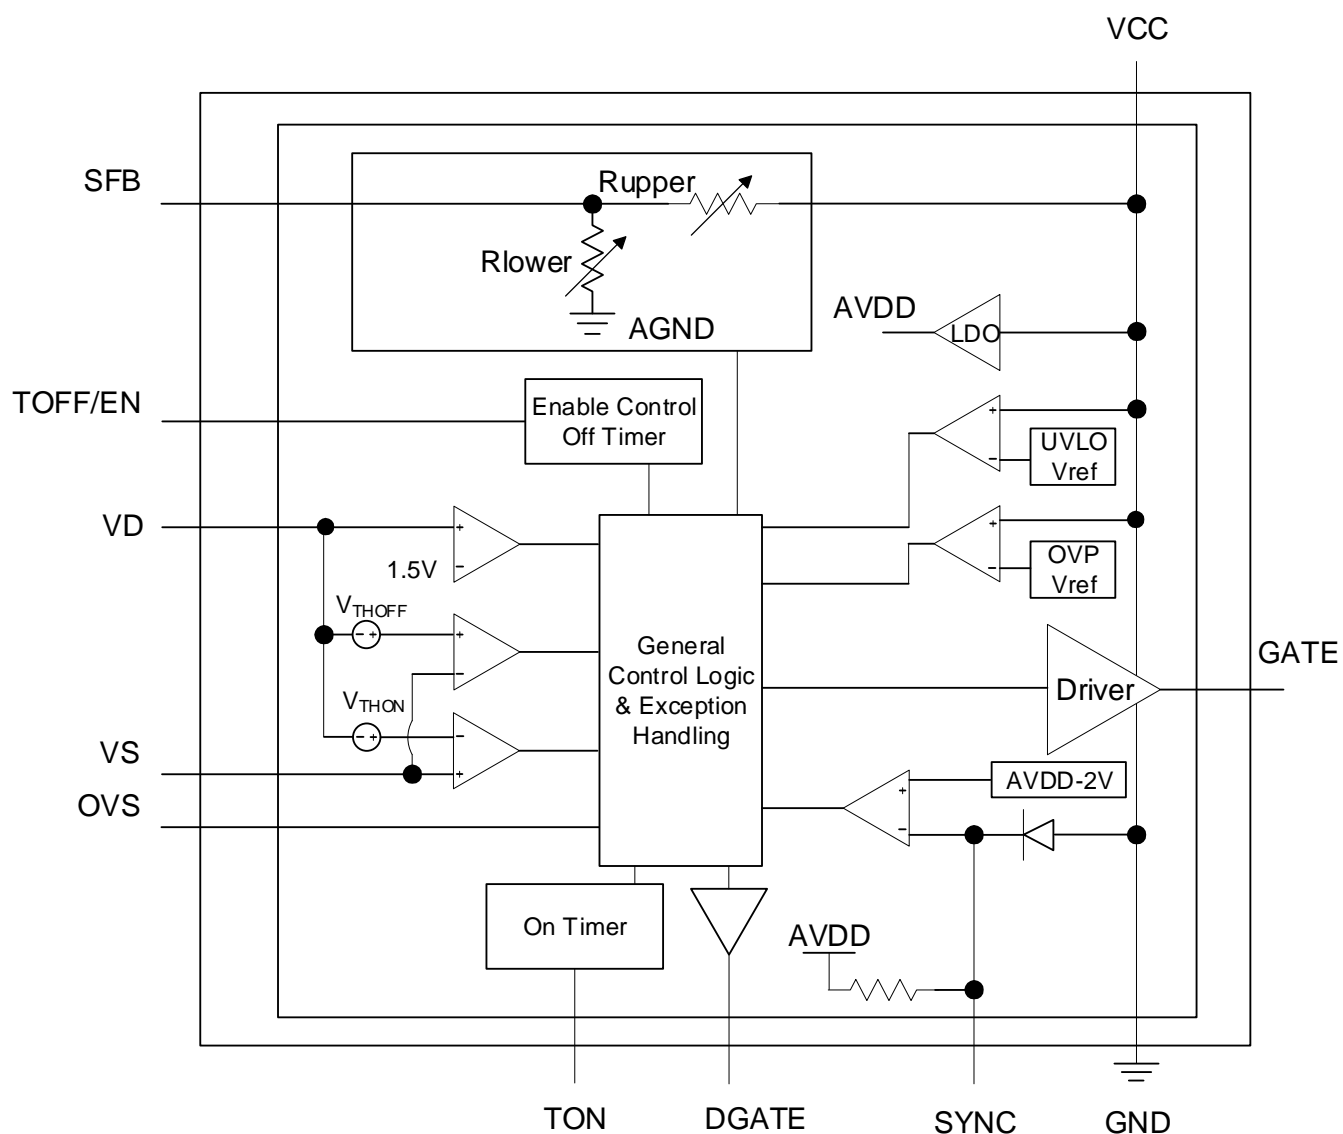 VCC
SFB
Rupper
Rlower
AGND
AVDD
LDO
TOFF/EN
Enable Control
Off Timer
+
-
UVLO
Vref
VD
+
-
1.5V
+
-
OVP
Vref
VTHOFF
- +
+
-
General
Control Logic
& Exception
Handling
Driver
GATE
VTHON
- +
-
+
VS
OVS
AVDD-2V
+
-
On Timer
AVDD
TON
DGATE
SYNC
GND